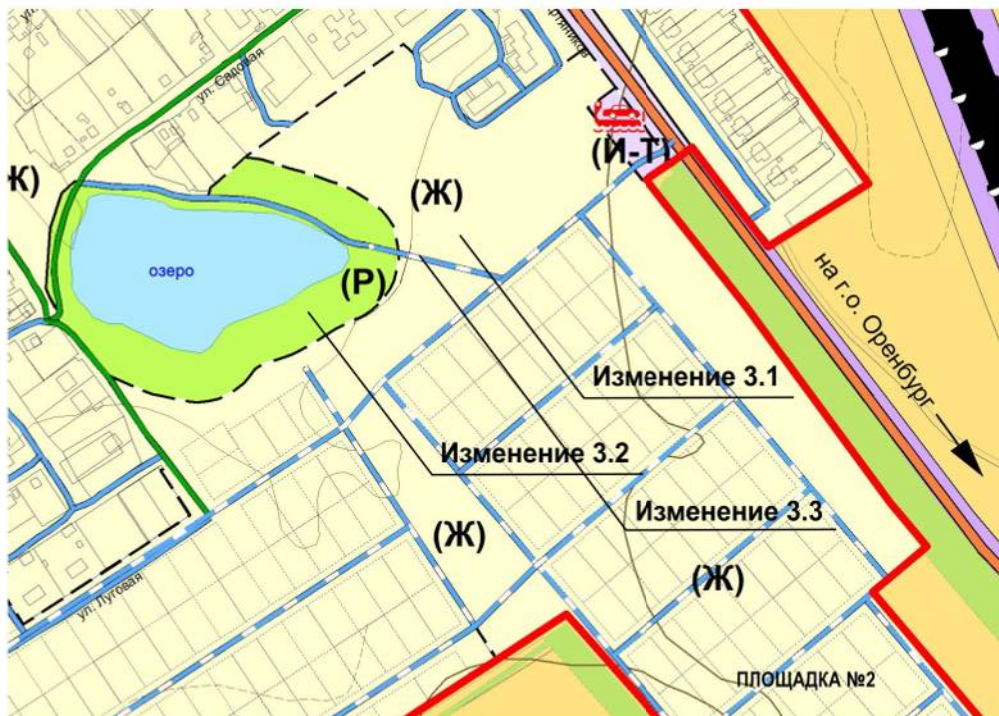 ул. Садовая
(И-Т)
Ж)
(Ж)
озеро
(Р)
на г.о. Оренбург
Изменение 3.1
Изменение 3.2
Изменение 3.3
(Ж)
(Ж)
ул. Луговая
ПЛОЩАДКА №2